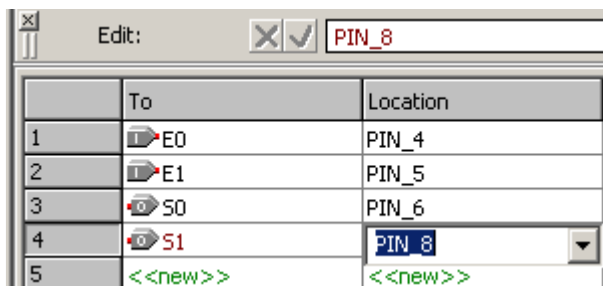 Edit: PIN_8
To Location
1 E0 PIN_4
2 E1 PIN_5
3 S0 PIN_6
4 S1 PIN_8
5 <<new>> <<new>>